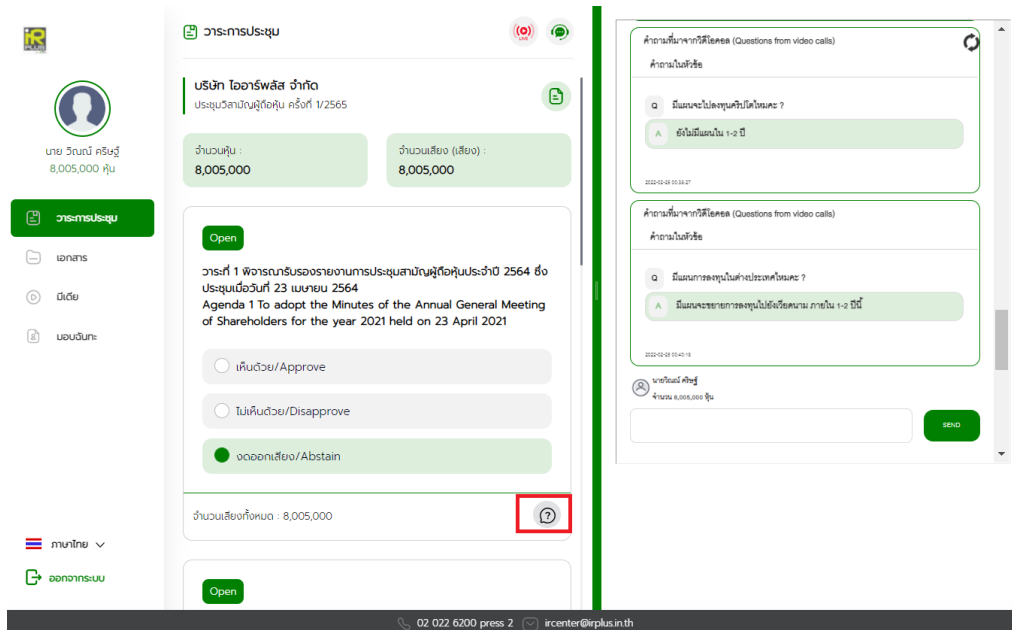 iR
PLUS
นาย วิณณ์ ศริษฐ์
8,005,000 หุ้น
วาระการประชุม
เอกสาร
มีเดีย
มอบฉันทะ
ภาษาไทย
ออกจากระบบ
วาระการประชุม
LIVE
บริษัท ไออาร์พลัส จำกัด
ประชุมวิสามัญผู้ถือหุ้น ครั้งที่ 1/2565
จำนวนหุ้น :
8,005,000
จำนวนเสียง (เสียง) :
8,005,000
Open
วาระที่ 1 พิจารณารับรองรายงานการประชุมสามัญผู้ถือหุ้นประจำปี 2564 ซึ่ง
ประชุมเมื่อวันที่ 23 เมษายน 2564
Agenda 1 To adopt the Minutes of the Annual General Meeting
of Shareholders for the year 2021 held on 23 April 2021
เห็นด้วย/Approve
ไม่เห็นด้วย/Disapprove
งดออกเสียง/Abstain
จำนวนเสียงทั้งหมด : 8,005,000
?
Open
คำถามที่มาจากวิดีโอคอล (Questions from video calls)
คำถามในหัวข้อ
Q มีแผนจะไปลงทุนคริปโตไหมคะ ?
A ยังไม่มีแผนใน 1-2 ปี
2022-02-25 00:38:27
คำถามที่มาจากวิดีโอคอล (Questions from video calls)
คำถามในหัวข้อ
Q มีแผนการลงทุนในต่างประเทศไหมคะ ?
A มีแผนจะขยายการลงทุนไปยังเวียดนาม ภายใน 1-2 ปีนี้
2022-02-25 00:40:18
นายวิณณ์ ศริษฐ์
จำนวน 8,005,000 หุ้น
SEND
02 022 6200 press 2 ircenter@irplus.in.th